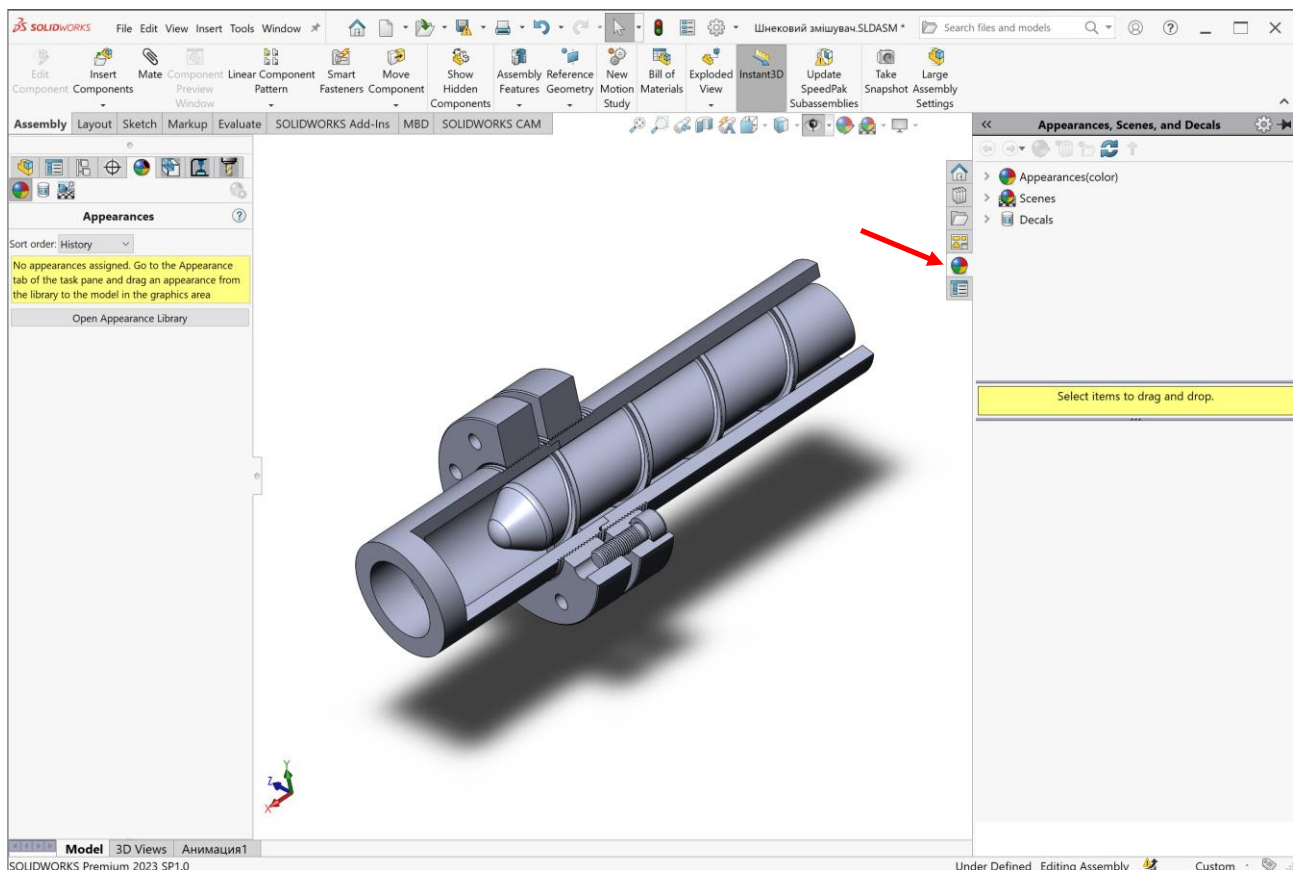 SOLIDWORKS File Edit View Insert Tools Window Шнековий змішувач.SLDASM * Search files and models
Edit Component
Insert Components
Mate
Component Preview Window
Linear Component Pattern
Smart Fasteners
Move Component
Show Hidden Components
Assembly Features
Reference Geometry
New Motion Study
Bill of Materials
Exploded View
Instant3D
Update SpeedPak Subassemblies
Take Snapshot
Large Assembly Settings
Assembly Layout Sketch Markup Evaluate SOLIDWORKS Add-Ins MBD SOLIDWORKS CAM
Appearances
Sort order: History
No appearances assigned. Go to the Appearance
tab of the task pane and drag an appearance from
the library to the model in the graphics area
Open Appearance Library
Appearances, Scenes, and Decals
Appearances(color)
Scenes
Decals
Select items to drag and drop.
Y
Z
X
Model 3D Views Анимация1
SOLIDWORKS Premium 2023 SP1.0 Under Defined Editing Assembly Custom